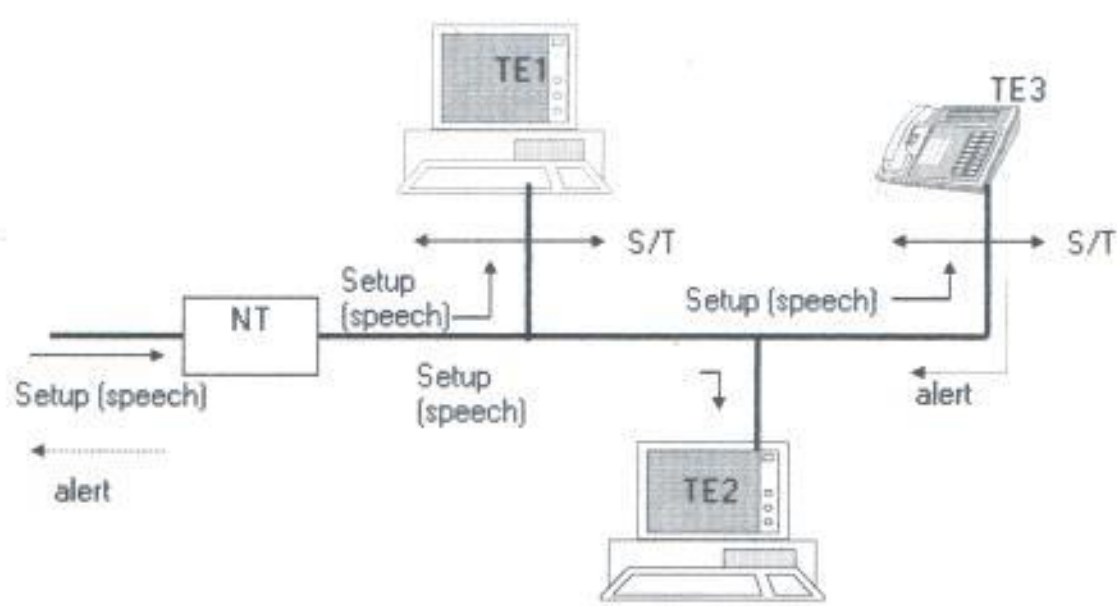 TE1
TE3
S/T
S/T
Setup
(speech)
Setup (speech)
NT
Setup (speech)
Setup
(speech)
alert
alert
TE2